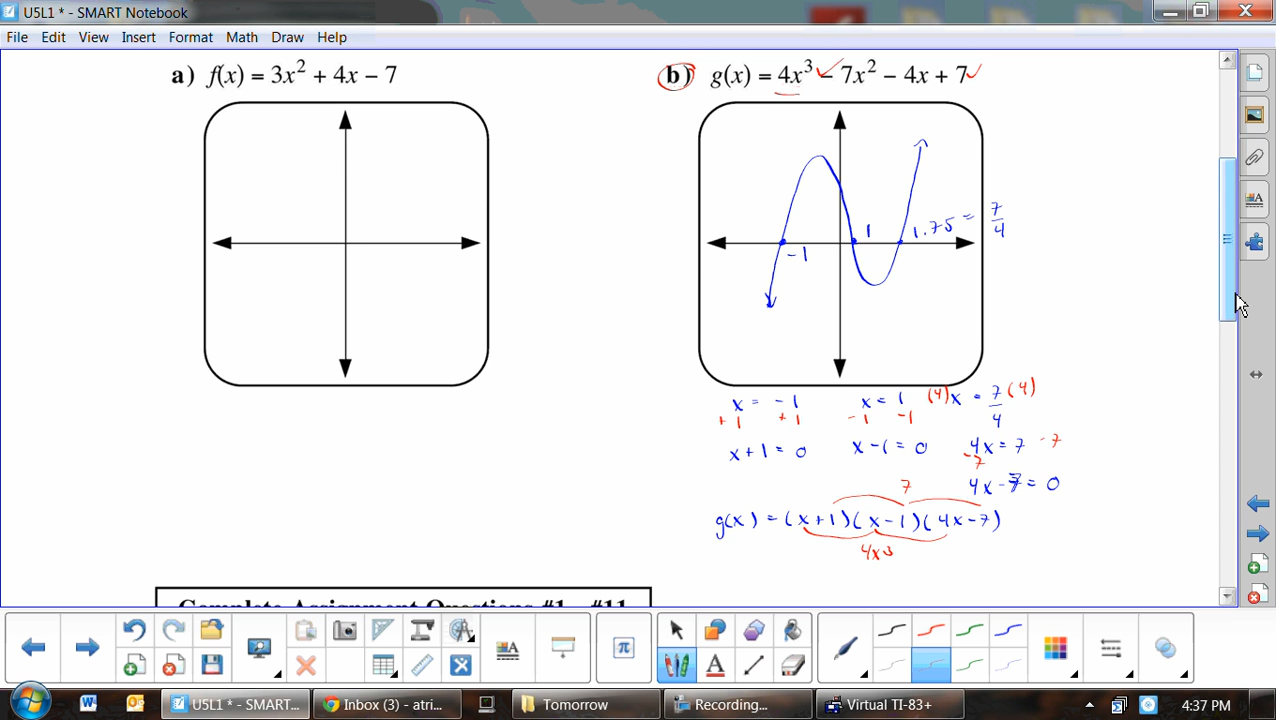 U5L1 * - SMART Notebook
File Edit View Insert Format Math Draw Help
a) f(x) = 3x² + 4x − 7
b) g(x) = 4x³ − 7x² − 4x + 7
-1
1
1.75 = 7/4
x = -1 x = 1 (4) x = 7/4 (4)
+1 +1 -1 -1
x + 1 = 0 x - 1 = 0 4x = 7 -7
-7
4x - 7 = 0
7
g(x) = (x+1)(x-1)(4x-7)
4x³
Complete Assignment Questions #1 - #11
π
A
U5L1 * - SMART... Inbox (3) - atri... Tomorrow Recording... Virtual TI-83+ 4:37 PM